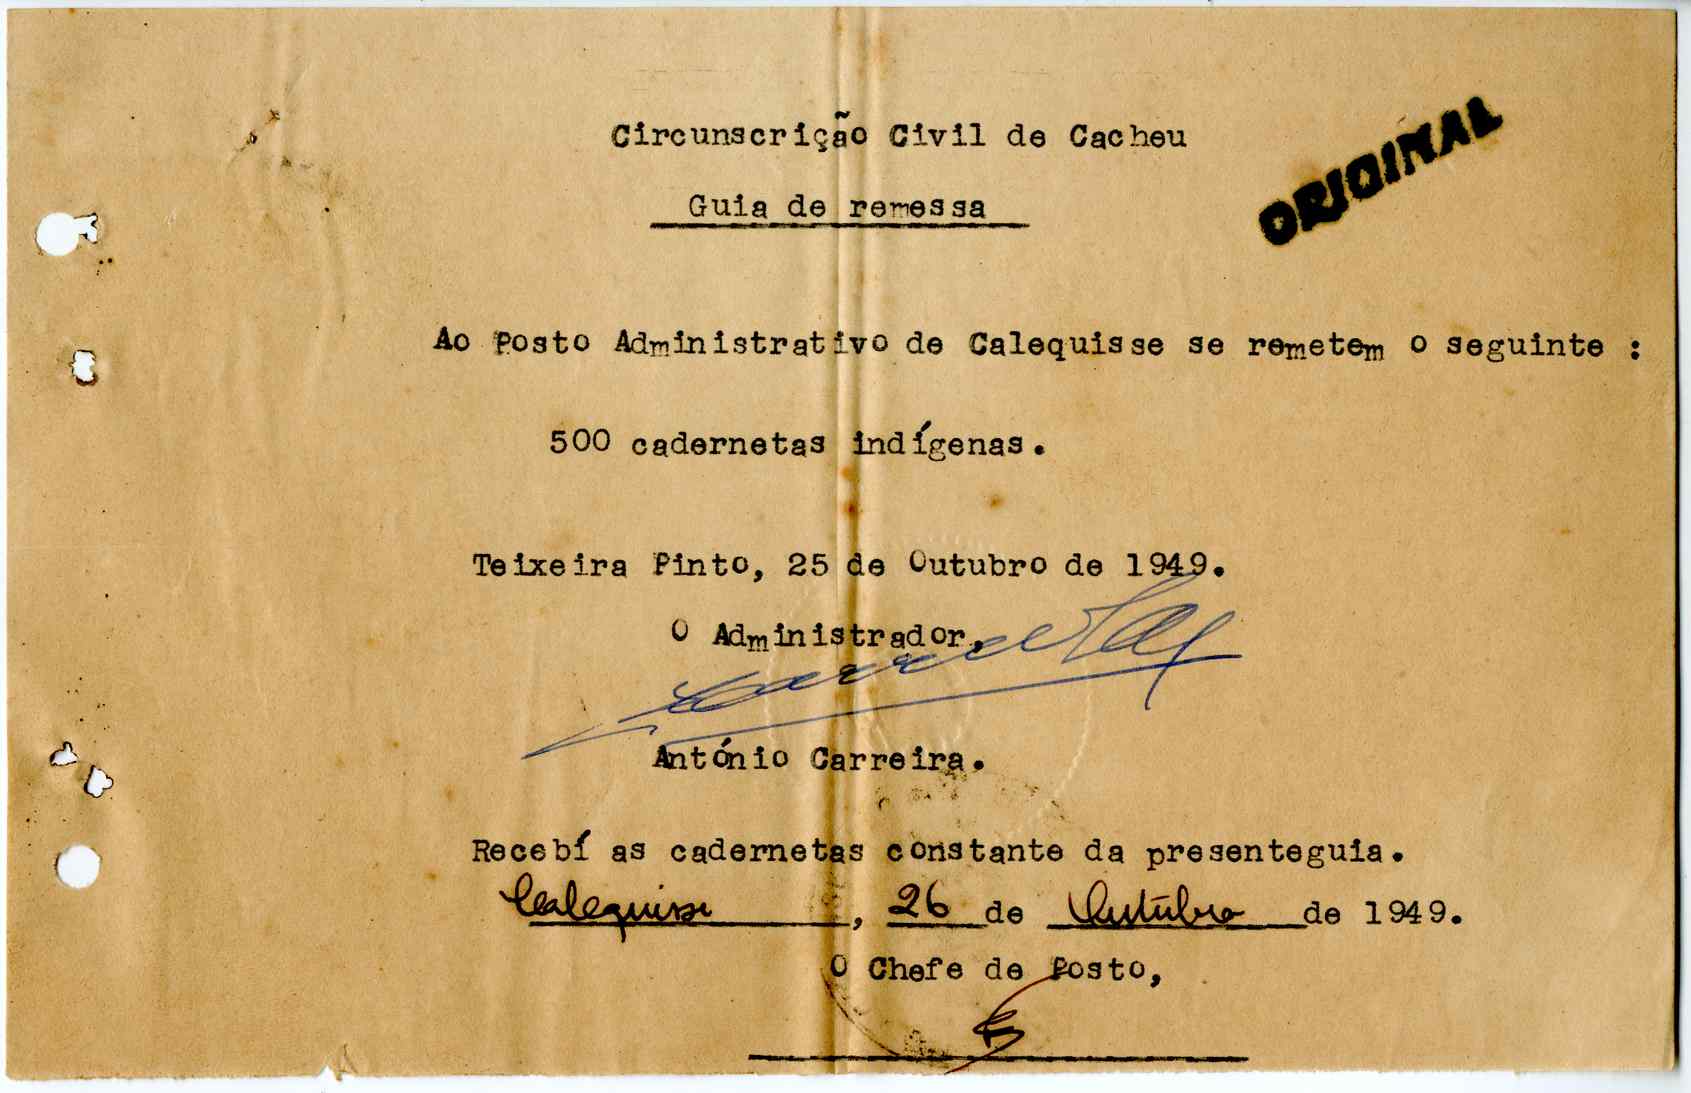 Circunscrição Civil de Cacheu
ORIGINAL
Guia de remessa
Ao Posto Administrativo de Calequisse se remetem o seguinte :
500 cadernetas indígenas.
Teixeira Pinto, 25 de Outubro de 1949.
O Administrador,
António Carreira.
Recebí as cadernetas constante da presenteguia.
Calequisse, 26 de Outubro de 1949.
O Chefe de Posto,